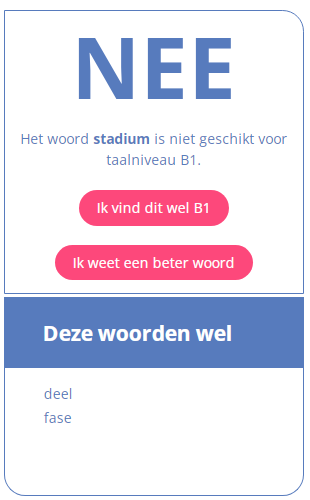 NEE
Het woord stadium is niet geschikt voor
taalniveau B1.
Ik vind dit wel B1
Ik weet een beter woord
Deze woorden wel
deel
fase